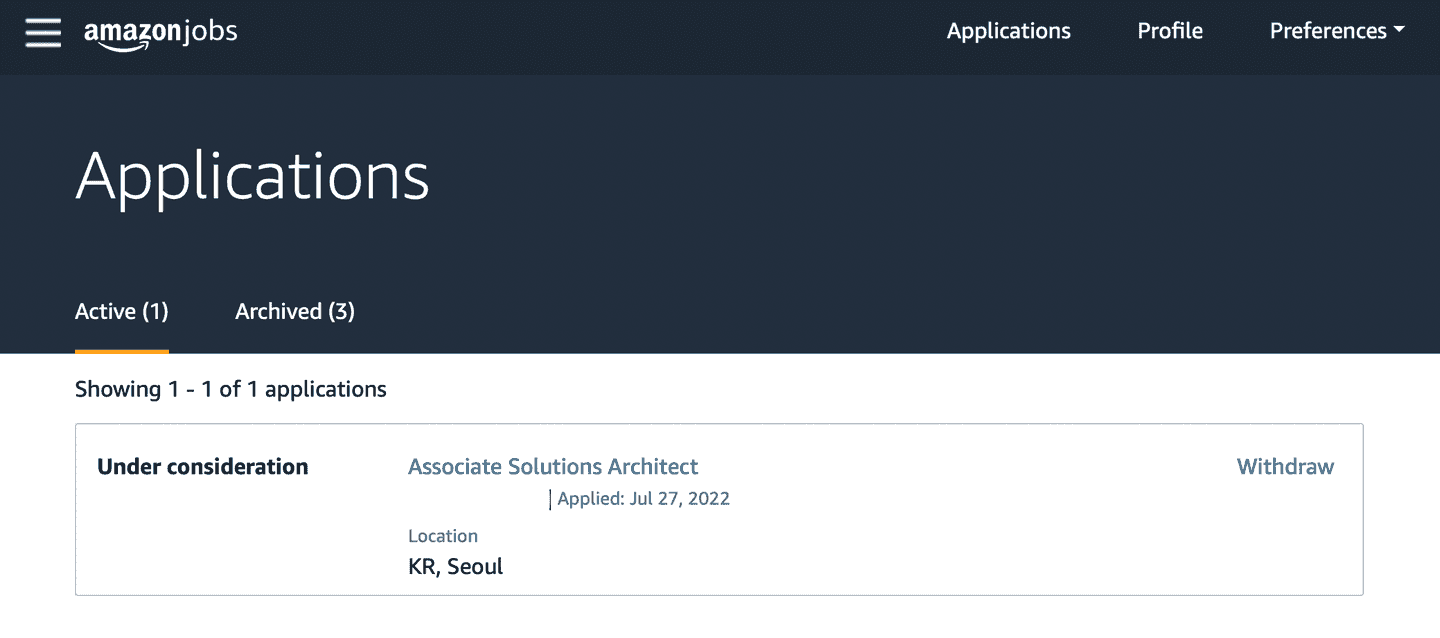 amazonjobs Applications Profile Preferences
Applications
Active (1) Archived (3)
Showing 1 - 1 of 1 applications
Under consideration Associate Solutions Architect Withdraw
| Applied: Jul 27, 2022
Location
KR, Seoul